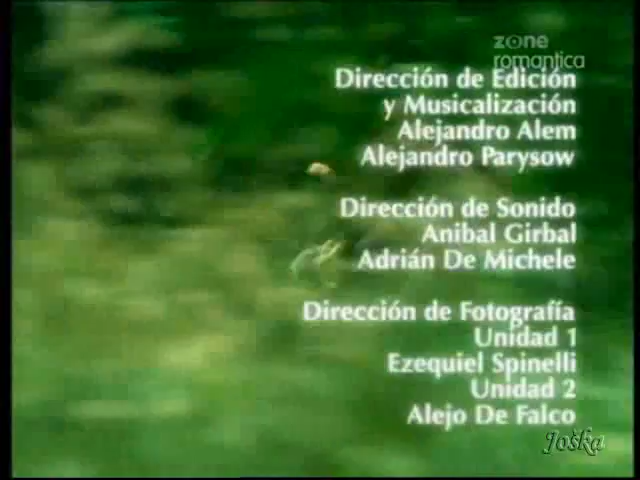 zone
romantica
Dirección de Edición
y Musicalización
Alejandro Alem
Alejandro Parysow
Dirección de Sonido
Anibal Girbal
Adrián De Michele
Dirección de Fotografía
Unidad 1
Ezequiel Spinelli
Unidad 2
Alejo De Falco
Joška